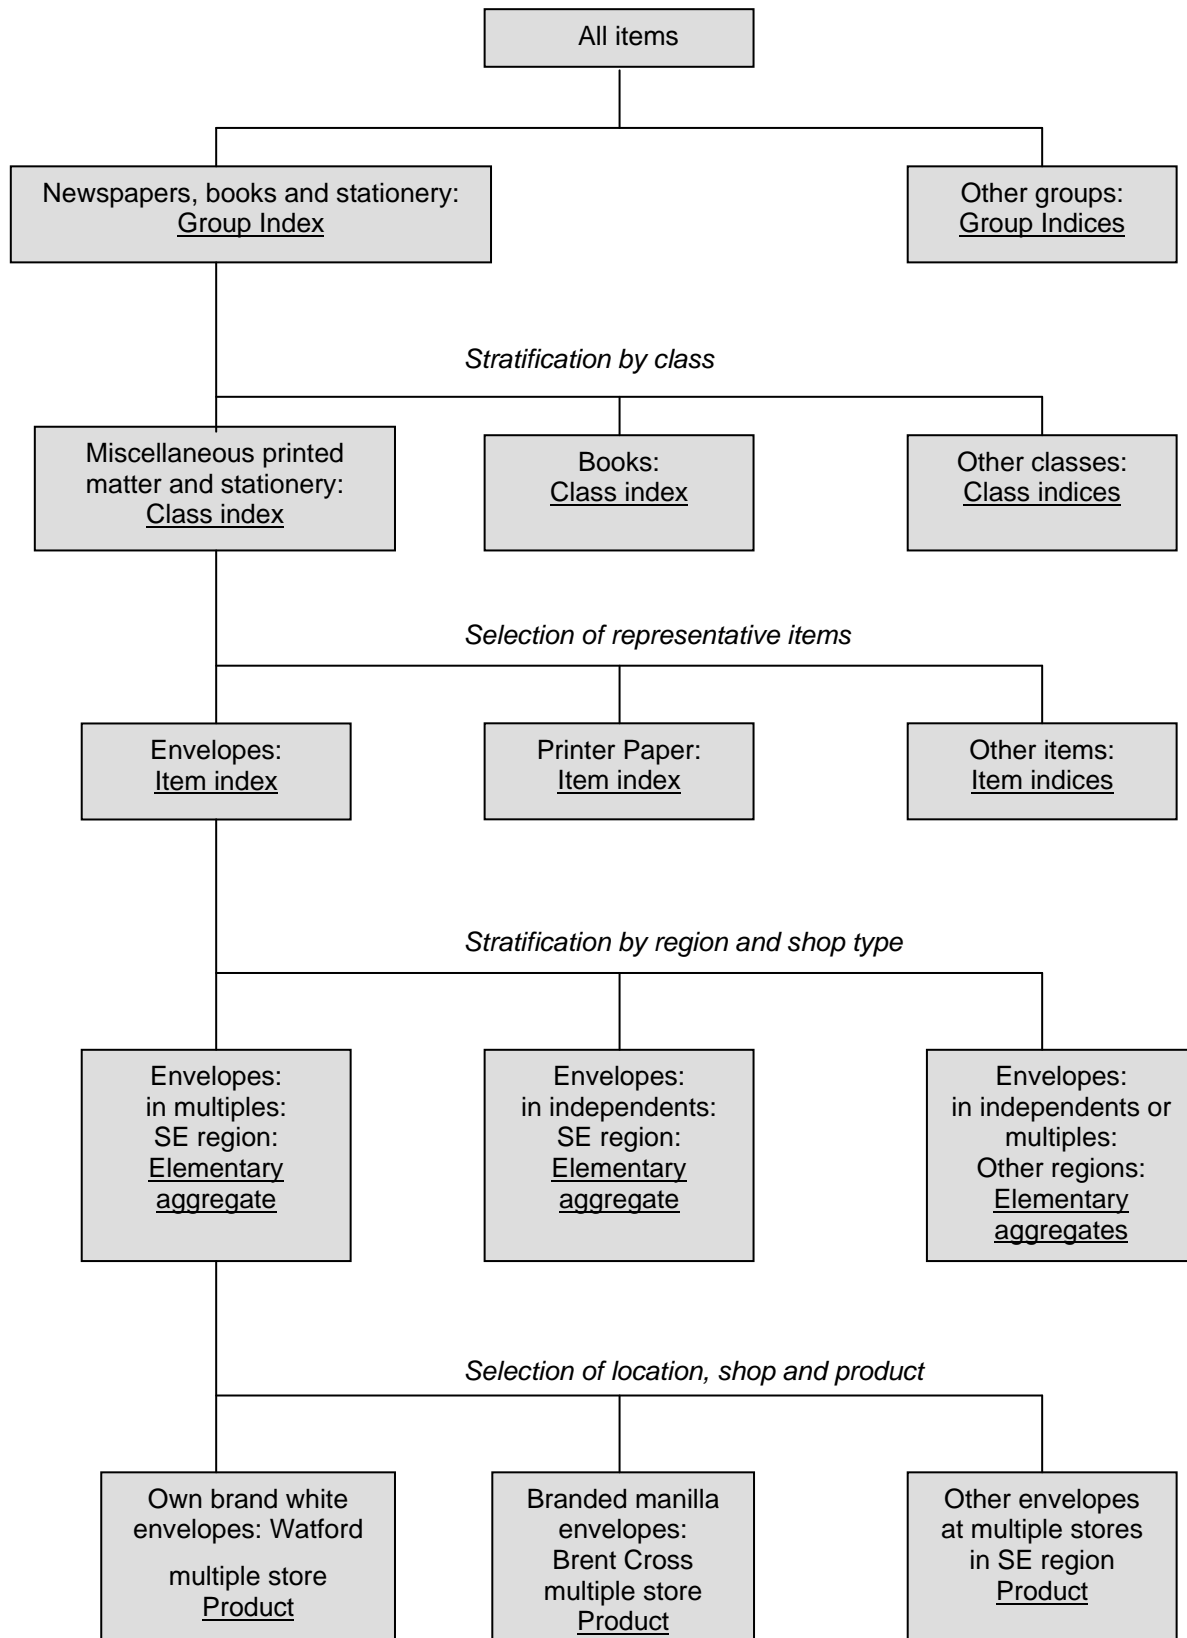 All items
Newspapers, books and stationery:
Group Index
Other groups:
Group Indices
Stratification by class
Miscellaneous printed
matter and stationery:
Class index
Books:
Class index
Other classes:
Class indices
Selection of representative items
Envelopes:
Item index
Printer Paper:
Item index
Other items:
Item indices
Stratification by region and shop type
Envelopes:
in multiples:
SE region:
Elementary
aggregate
Envelopes:
in independents:
SE region:
Elementary
aggregate
Envelopes:
in independents or
multiples:
Other regions:
Elementary
aggregates
Selection of location, shop and product
Own brand white
envelopes: Watford
multiple store
Product
Branded manilla
envelopes:
Brent Cross
multiple store
Product
Other envelopes
at multiple stores
in SE region
Product